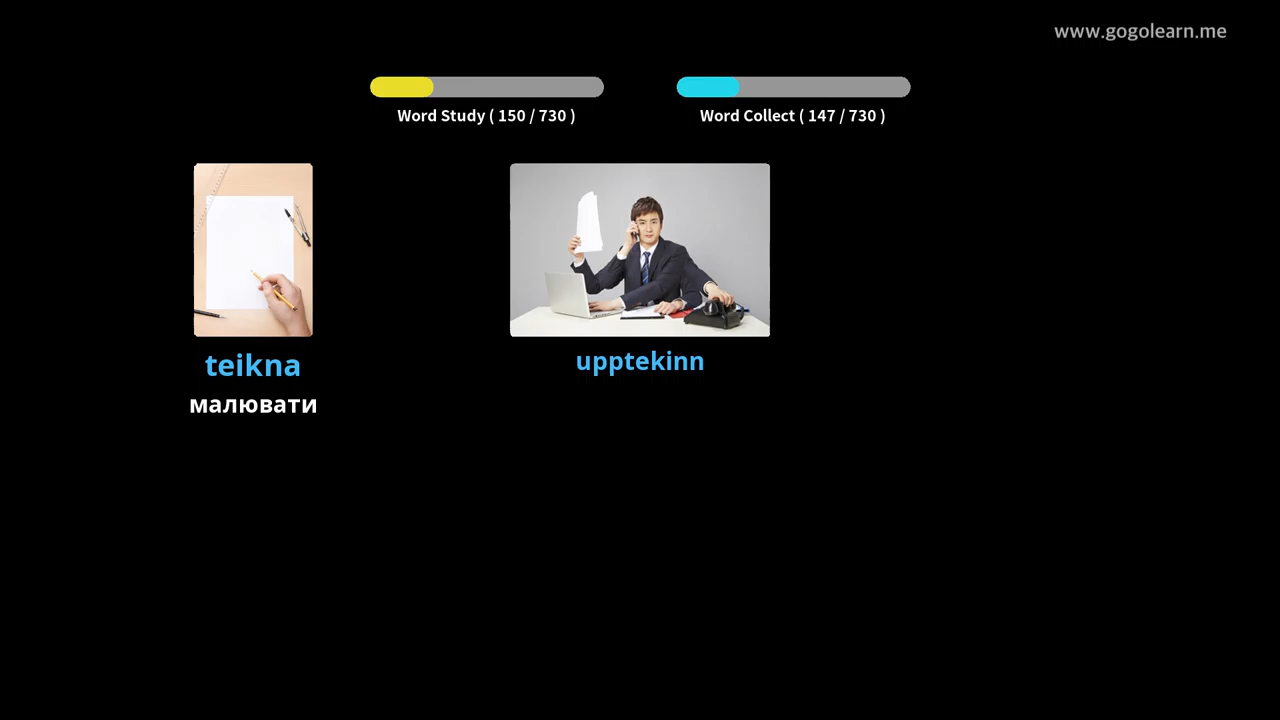 www.gogolearn.me
Word Study ( 150 / 730 )
Word Collect ( 147 / 730 )
teikna
малювати
upptekinn